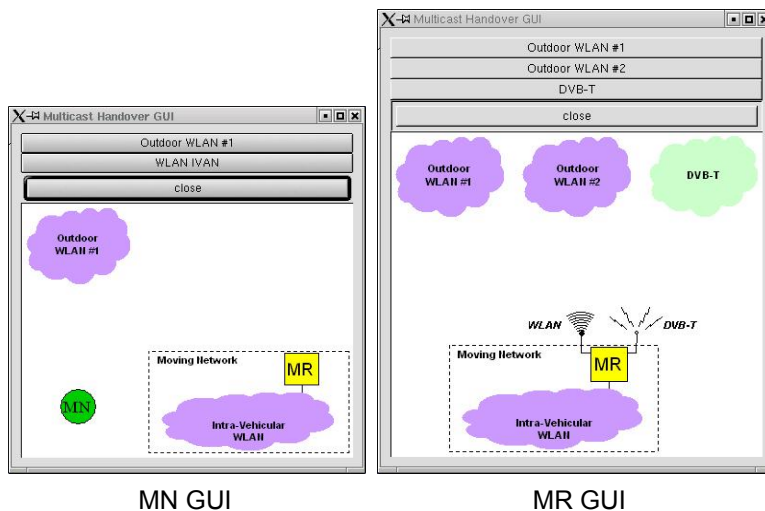 Multicast Handover GUI
Outdoor WLAN #1
WLAN IVAN
close
Outdoor
WLAN #1
Moving Network
MR
MN
Intra-Vehicular
WLAN
MN GUI
Multicast Handover GUI
Outdoor WLAN #1
Outdoor WLAN #2
DVB-T
close
Outdoor
WLAN #1
Outdoor
WLAN #2
DVB-T
WLAN
DVB-T
Moving Network
MR
Intra-Vehicular
WLAN
MR GUI